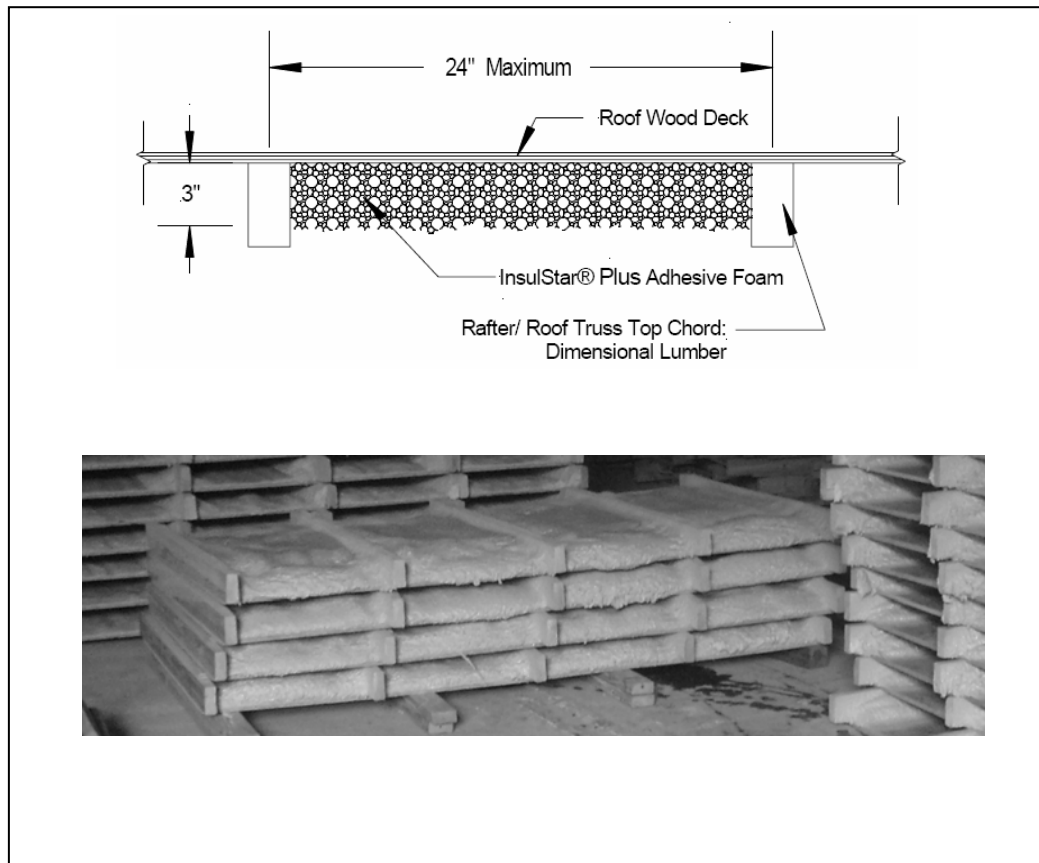 24" Maximum
Roof Wood Deck
3"
InsulStar® Plus Adhesive Foam
Rafter/ Roof Truss Top Chord:
Dimensional Lumber